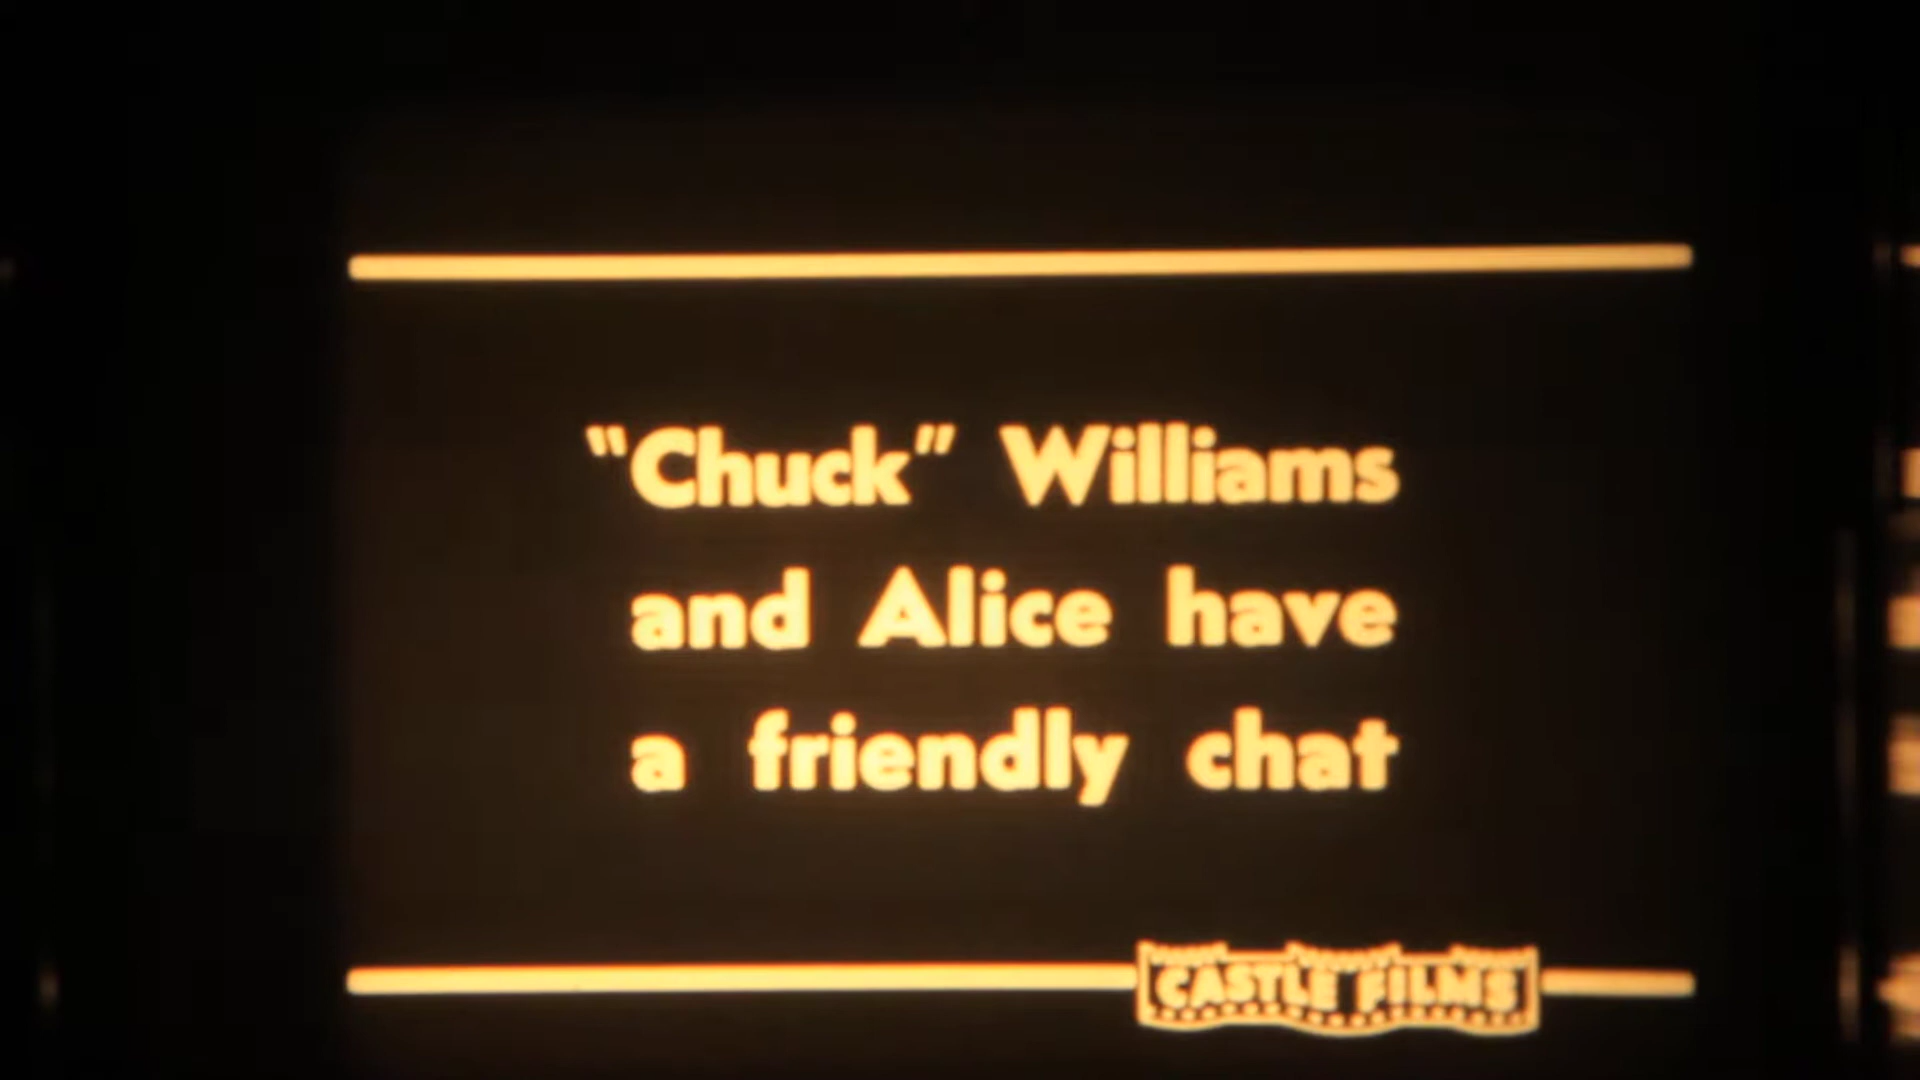 “Chuck” Williams
and Alice have
a friendly chat
CASTLE FILMS